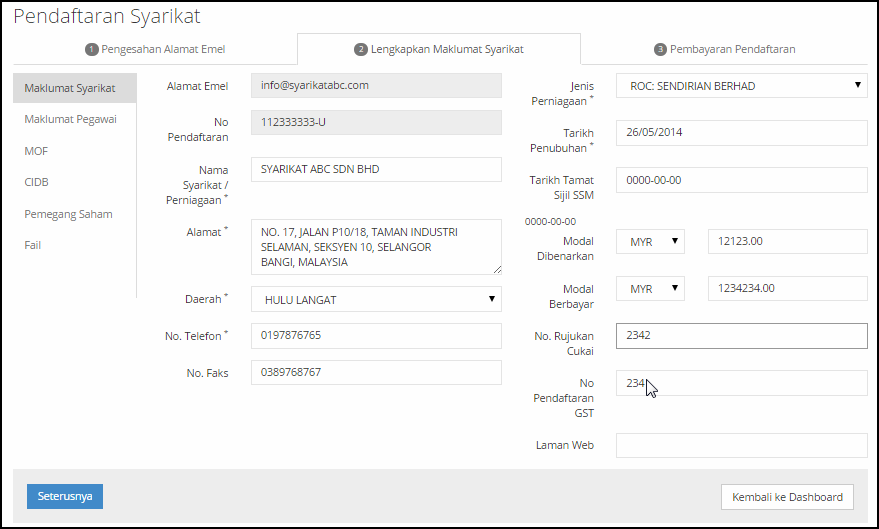 Pendaftaran Syarikat
1 Pengesahan Alamat Emel
2 Lengkapkan Maklumat Syarikat
3 Pembayaran Pendaftaran
Maklumat Syarikat
Maklumat Pegawai
MOF
CIDB
Pemegang Saham
Fail
Alamat Emel
info@syarikatabc.com
No
Pendaftaran
112333333-U
Nama
Syarikat /
Perniagaan *
SYARIKAT ABC SDN BHD
Alamat *
NO. 17, JALAN P10/18, TAMAN INDUSTRI
SELAMAN, SEKSYEN 10, SELANGOR
BANGI, MALAYSIA
Daerah *
HULU LANGAT
No. Telefon *
0197876765
No. Faks
0389768767
Jenis
Perniagaan *
ROC: SENDIRIAN BERHAD
Tarikh
Penubuhan *
26/05/2014
Tarikh Tamat
Sijil SSM
0000-00-00
0000-00-00
Modal
Dibenarkan
MYR
12123.00
Modal
Berbayar
MYR
1234234.00
No. Rujukan
Cukai
2342
No
Pendaftaran
GST
Laman Web
Seterusnya
Kembali ke Dashboard